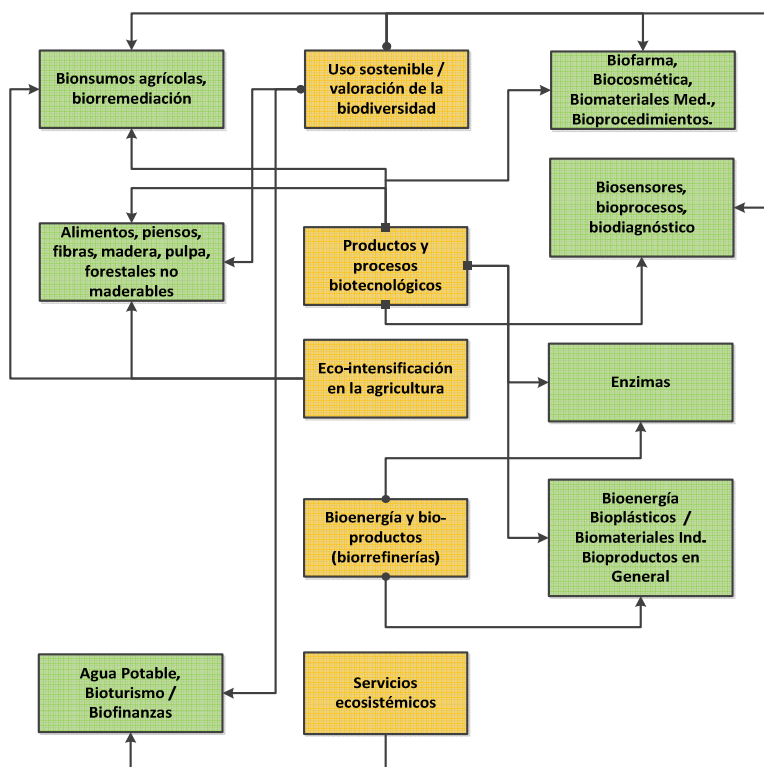 Bionsumos agrícolas,
biorremediación
Uso sostenible /
valoración de la
biodiversidad
Biofarma,
Biocosmética,
Biomateriales Med.,
Bioprocedimientos.
Alimentos, piensos,
fibras, madera, pulpa,
forestales no
maderables
Productos y
procesos
biotecnológicos
Biosensores,
bioprocesos,
biodiagnóstico
Eco-intensificación
en la agricultura
Enzimas
Bioenergía y bio-
productos
(biorrefinerías)
Bioenergía
Bioplásticos /
Biomateriales Ind.
Bioproductos en
General
Agua Potable,
Bioturismo /
Biofinanzas
Servicios
ecosistémicos